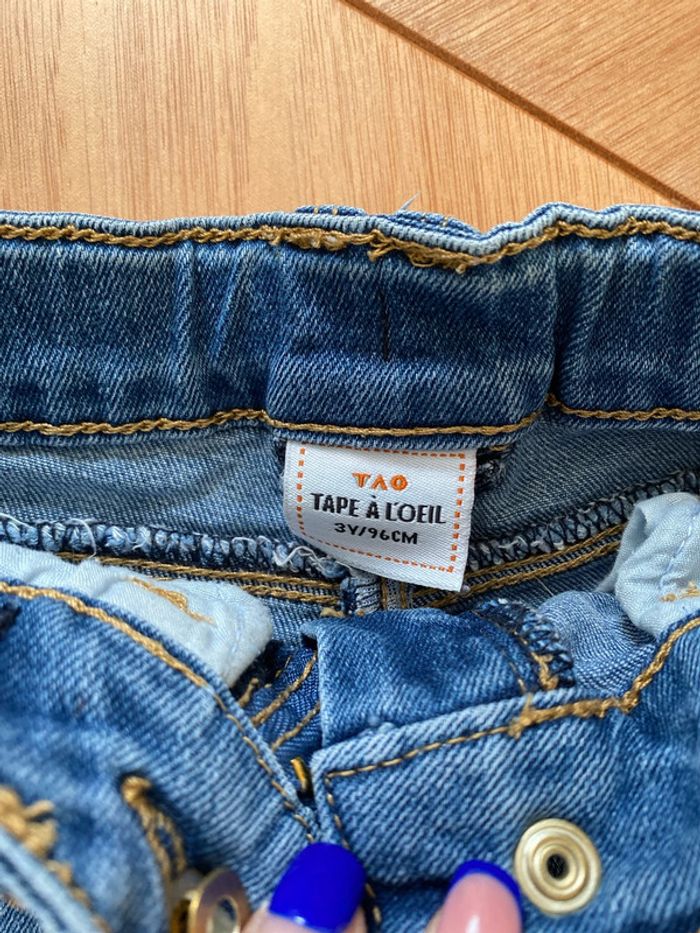 TAO
TAPE À L'OEIL
3Y/96CM